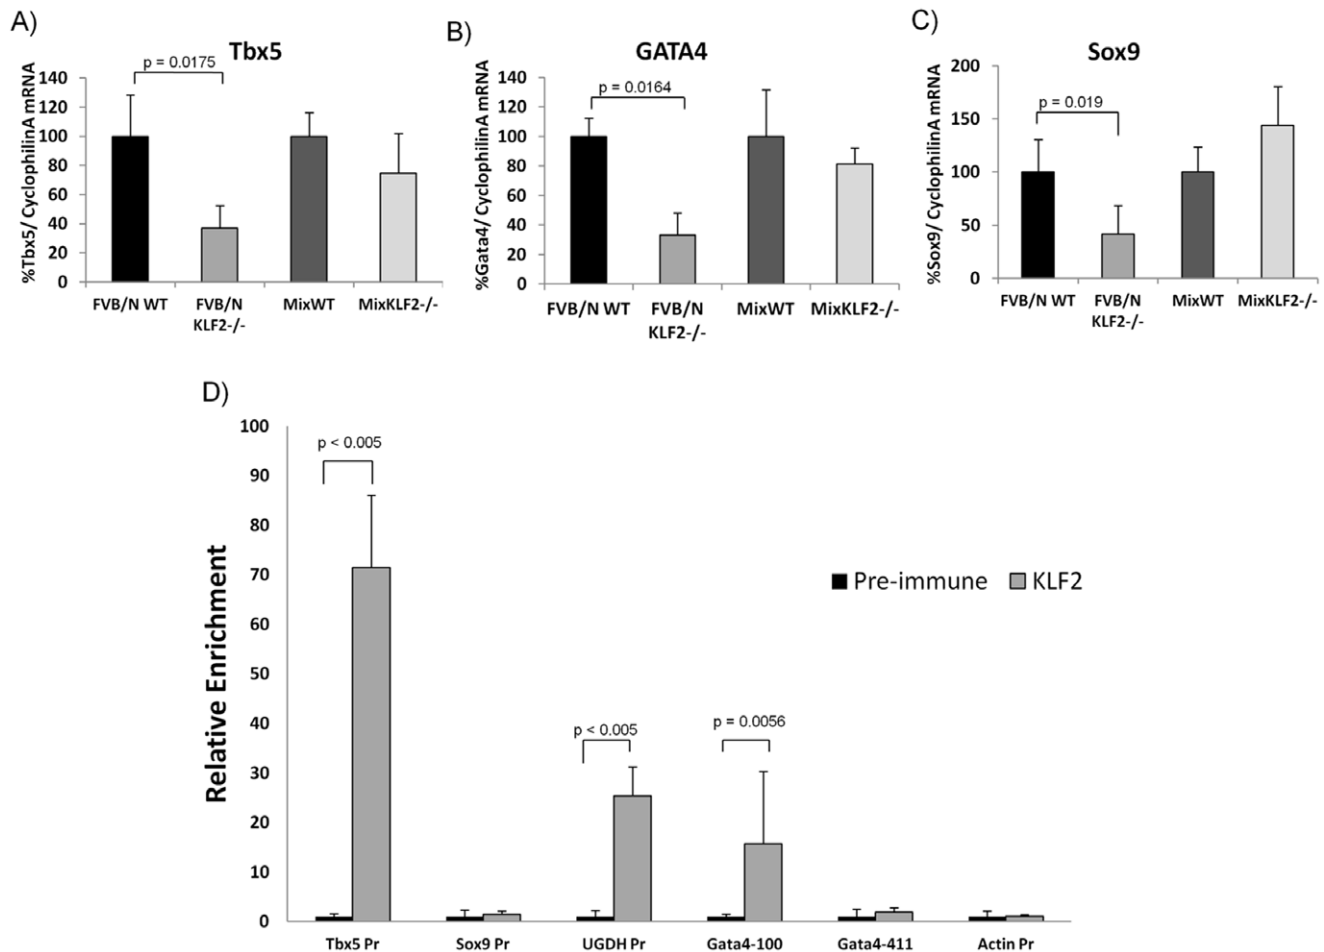 A)
Tbx5
p = 0.0175
%Tbx5/ CyclophilinA mRNA
140
120
100
80
60
40
20
0
FVB/N WT
FVB/N
KLF2-/-
MixWT
MixKLF2-/-
B)
GATA4
p = 0.0164
%Gata4/ CyclophilinA mRNA
140
120
100
80
60
40
20
0
FVB/N WT
FVB/N
KLF2-/-
MixWT
MixKLF2-/-
C)
Sox9
p = 0.019
%Sox9/ CyclophilinA mRNA
200
150
100
50
0
FVB/N WT
FVB/N
KLF2-/-
MixWT
MixKLF2-/-
D)
Relative Enrichment
100
90
80
70
60
50
40
30
20
10
0
p < 0.005
p < 0.005
p = 0.0056
Pre-immune KLF2
Tbx5 Pr
Sox9 Pr
UGDH Pr
Gata4-100
Gata4-411
Actin Pr